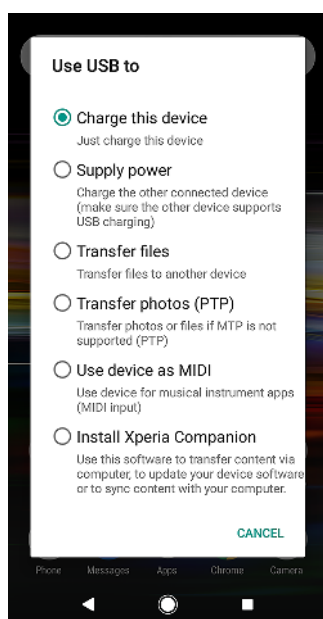 Use USB to
Charge this device
Just charge this device
Supply power
Charge the other connected device
(make sure the other device supports
USB charging)
Transfer files
Transfer files to another device
Transfer photos (PTP)
Transfer photos or files if MTP is not
supported (PTP)
Use device as MIDI
Use device for musical instrument apps
(MIDI input)
Install Xperia Companion
Use this software to transfer content via
computer, to update your device software
or to sync content with your computer.
CANCEL
Phone Messages Apps Chrome Camera